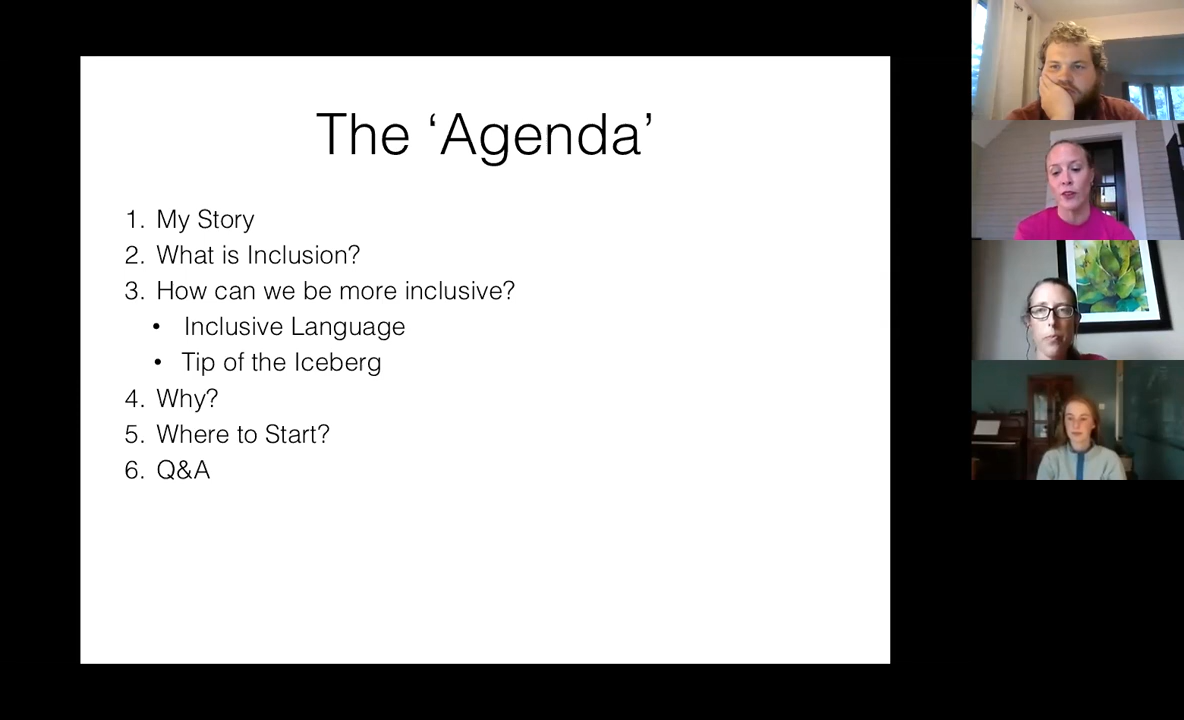 The ‘Agenda’
1. My Story
2. What is Inclusion?
3. How can we be more inclusive?
• Inclusive Language
• Tip of the Iceberg
4. Why?
5. Where to Start?
6. Q&A